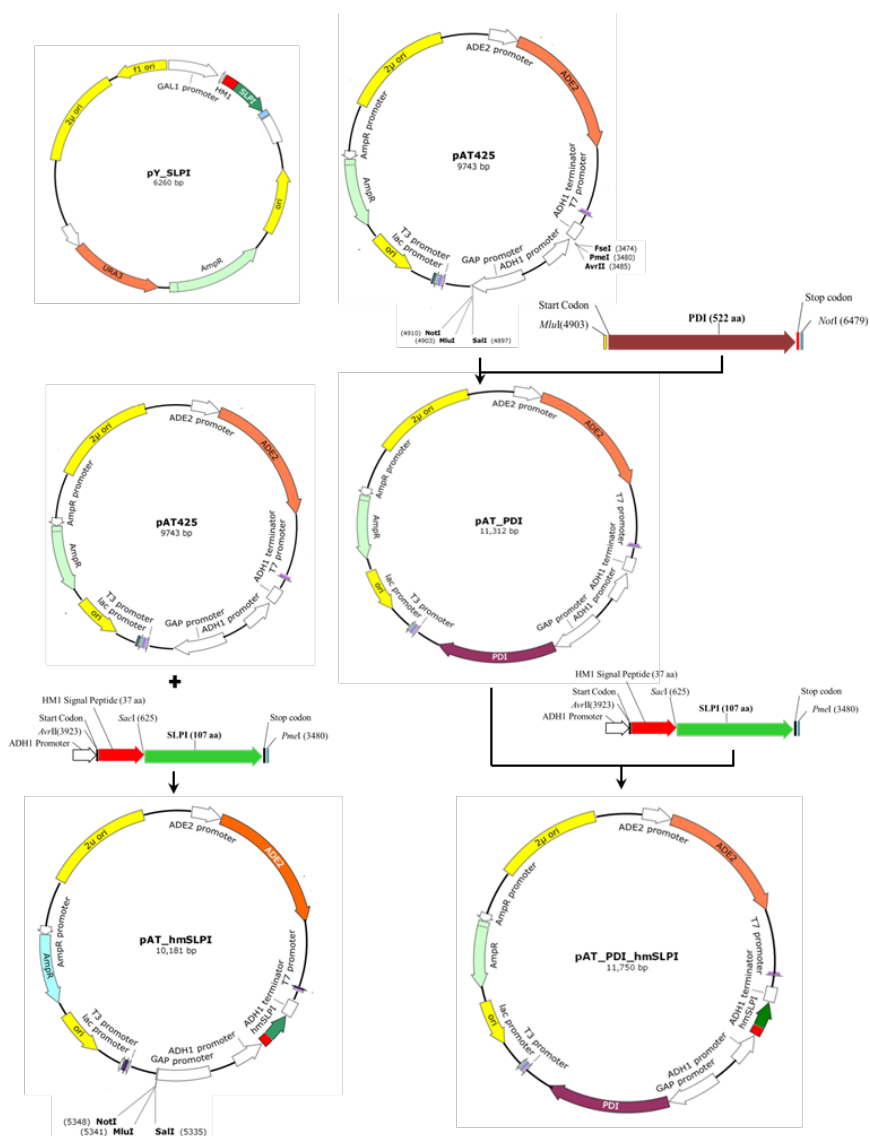 f1 ori
GAL1 promoter
HM1
SLPI
2μ ori
pY_SLPI
6260 bp
ori
URA3
AmpR
ADE2 promoter
ADE2
2μ ori
AmpR promoter
pAT425
9743 bp
AmpR
ADH1 terminator
T7 promoter
T3 promoter
lac promoter
ori
GAP promoter
ADH1 promoter
FseI (3474)
PmeI (3480)
AvrII (3485)
(4910) NotI
(4903) MluI
SalI (4897)
Start Codon
MluI(4903)
PDI (522 aa)
Stop codon
NotI (6479)
ADE2 promoter
ADE2
2μ ori
AmpR promoter
pAT425
9743 bp
AmpR
ADH1 terminator
T7 promoter
T3 promoter
lac promoter
ori
GAP promoter
ADH1 promoter
ADE2 promoter
ADE2
2μ ori
AmpR promoter
pAT_PDI
11,312 bp
AmpR
T7 promoter
ADH1 terminator
lac promoter
T3 promoter
ori
GAP promoter
ADH1 promoter
PDI
+
HM1 Signal Peptide (37 aa)
Start Codon
AvrII(3923)
ADH1 Promoter
SacI (625)
SLPI (107 aa)
Stop codon
PmeI (3480)
HM1 Signal Peptide (37 aa)
Start Codon
AvrII(3923)
ADH1 Promoter
SacI (625)
SLPI (107 aa)
Stop codon
PmeI (3480)
ADE2 promoter
ADE2
2μ ori
AmpR promoter
pAT_hmSLPI
10,181 bp
AmpR
T7 promoter
ADH1 terminator
hmSLPI
T3 promoter
lac promoter
ori
ADH1 promoter
GAP promoter
(5348) NotI
(5341) MluI
SalI (5335)
ADE2 promoter
ADE2
2μ ori
AmpR promoter
pAT_PDI_hmSLPI
11,750 bp
AmpR
T7 promoter
ADH1 terminator
hmSLPI
lac promoter
T3 promoter
ori
ADH1 promoter
GAP promoter
PDI